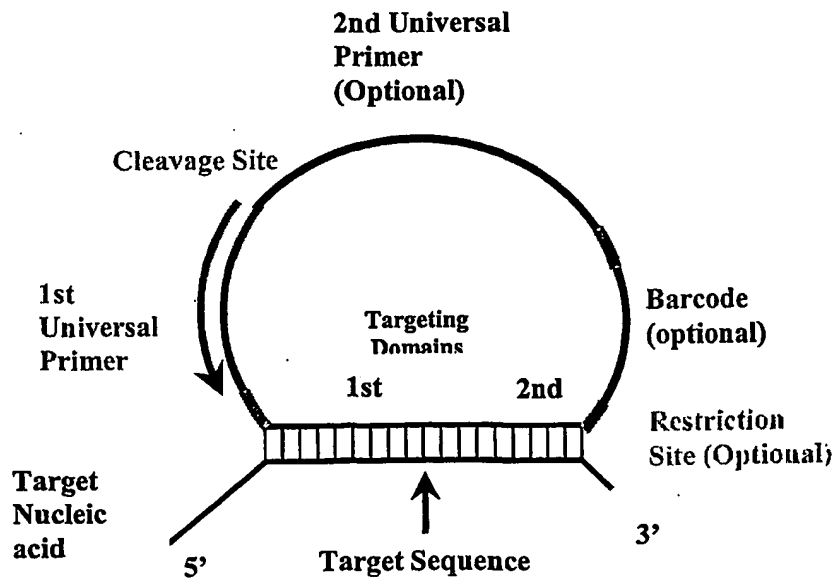 2nd Universal
Primer
(Optional)
Cleavage Site
1st
Universal
Primer
Targeting
Domains
Barcode
(optional)
1st
2nd
Restriction
Site (Optional)
Target
Nucleic
acid
5’
Target Sequence
3’